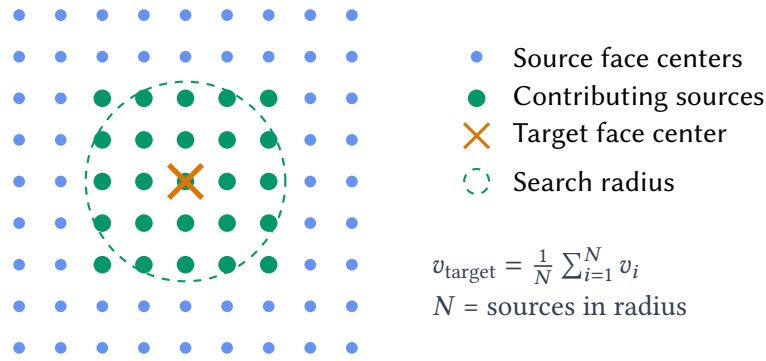 Source face centers
Contributing sources
Target face center
Search radius
v_target = 1/N ∑_{i=1}^{N} v_i
N = sources in radius